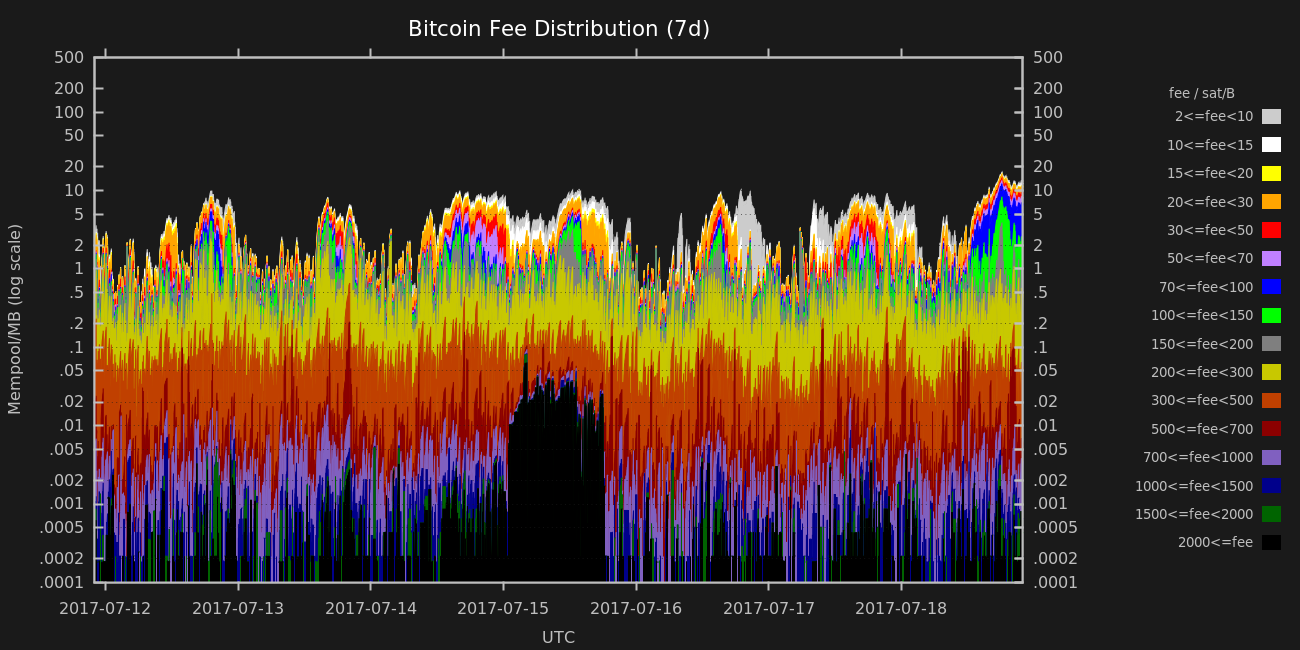 Bitcoin Fee Distribution (7d)
Mempool/MB (log scale)
500
200
100
50
20
10
5
2
1
.5
.2
.1
.05
.02
.01
.005
.002
.001
.0005
.0002
.0001
500
200
100
50
20
10
5
2
1
.5
.2
.1
.05
.02
.01
.005
.002
.001
.0005
.0002
.0001
2017-07-12 2017-07-13 2017-07-14 2017-07-15 2017-07-16 2017-07-17 2017-07-18
UTC
fee / sat/B
2<=fee<10
10<=fee<15
15<=fee<20
20<=fee<30
30<=fee<50
50<=fee<70
70<=fee<100
100<=fee<150
150<=fee<200
200<=fee<300
300<=fee<500
500<=fee<700
700<=fee<1000
1000<=fee<1500
1500<=fee<2000
2000<=fee